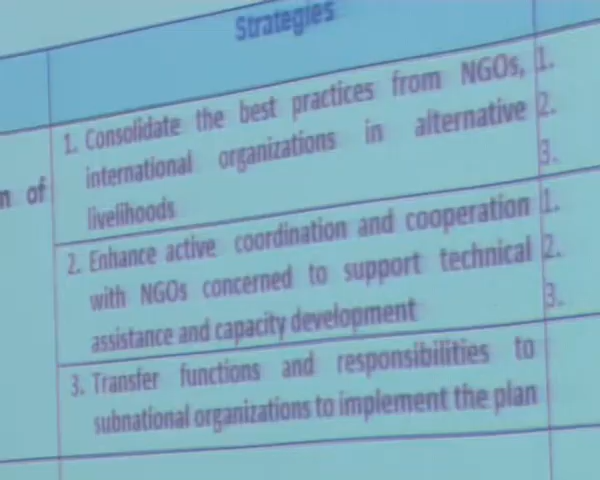 Strategies
1. Consolidate the best practices from NGOs,
international organizations in alternative
livelihoods
1.
2.
3.
n of
2. Enhance active coordination and cooperation
with NGOs concerned to support technical
assistance and capacity development
1.
2.
3.
3. Transfer functions and responsibilities to
subnational organizations to implement the plan